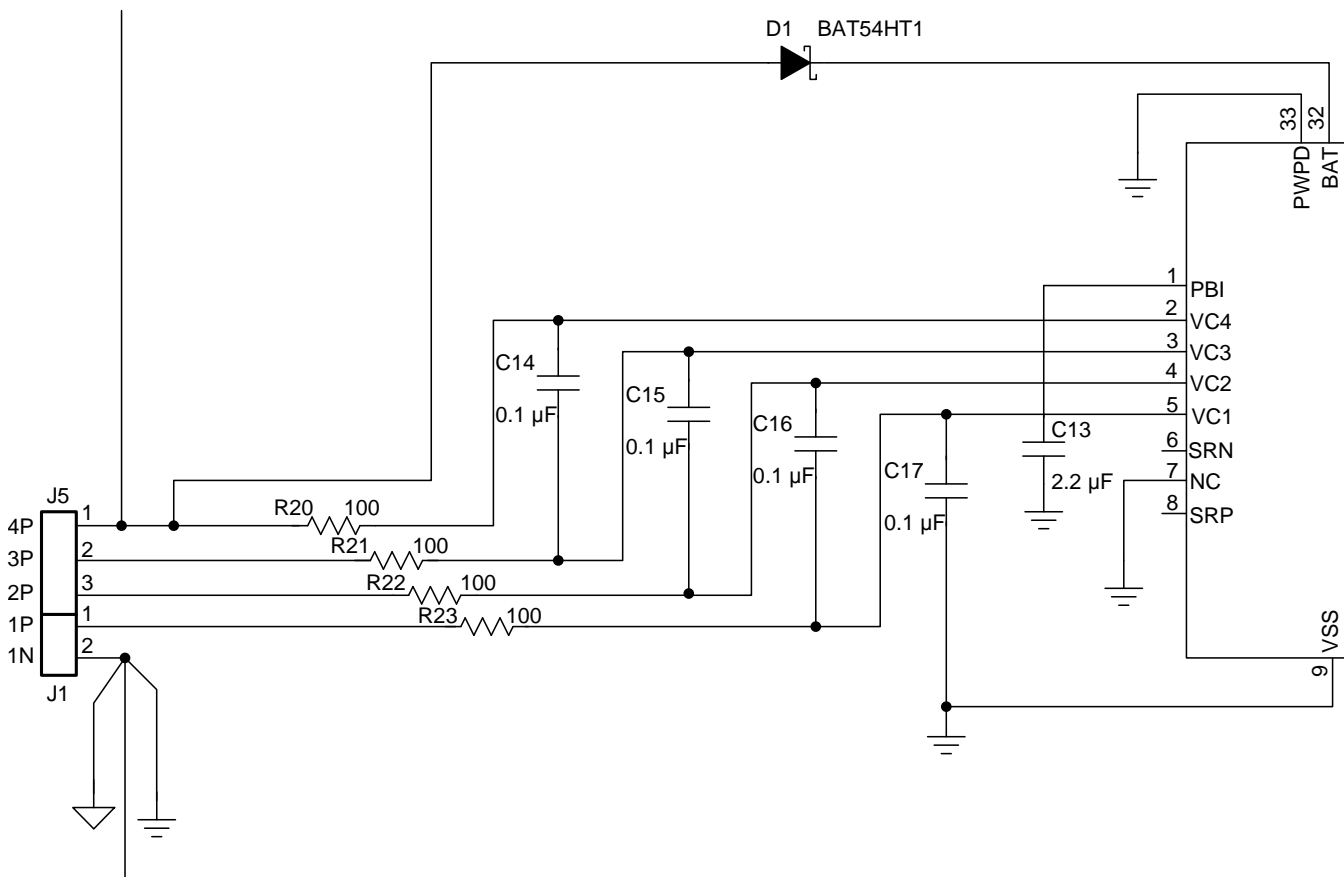 D1 BAT54HT1
33
32
PWPD
BAT
1 PBI
2 VC4
3 VC3
C14
4 VC2
C15
0.1 µF
5 VC1
C16
C13
0.1 µF
6 SRN
C17
0.1 µF
7 NC
2.2 µF
J5
R20 100
8 SRP
0.1 µF
4P 1
R21 100
3P 2
R22 100
2P 3
R23 100
1P 1
1N 2
VSS
9
J1